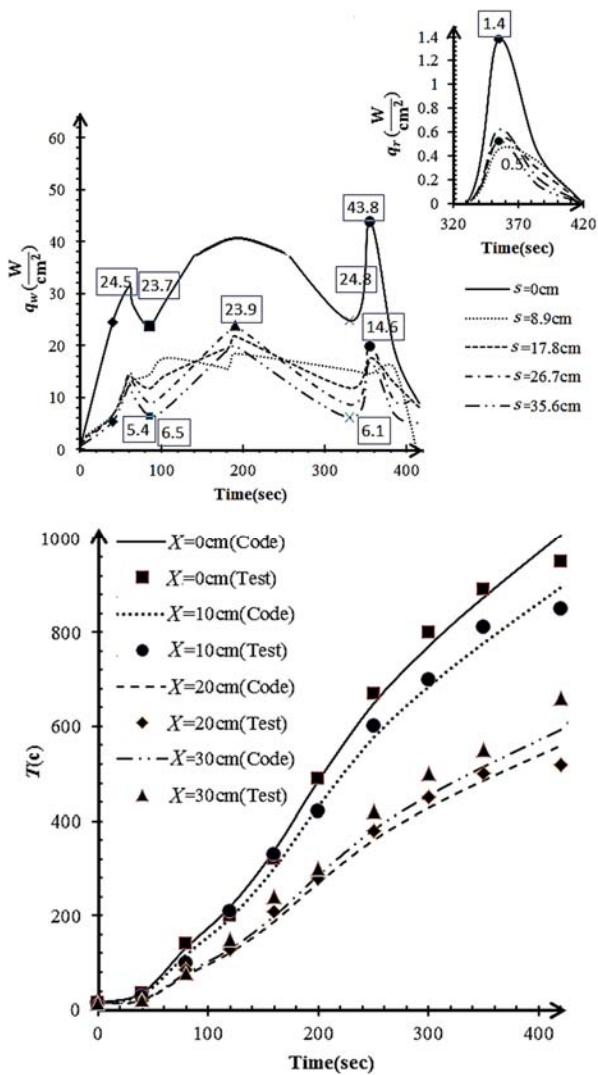 1.4
1.4
1.2
1
0.8
0.6
0.4
0.2
0
q_r(W/cm²)
0.5
320 370 420
Time(sec)
60
50
40
30
20
10
0
q_w(W/cm²)
24.5
23.7
23.9
43.8
24.8
14.6
5.4
6.5
6.1
0 100 200 300 400
Time(sec)
s=0cm
s=8.9cm
s=17.8cm
s=26.7cm
s=35.6cm
1000
800
600
400
200
0
T(c)
X=0cm(Code)
X=0cm(Test)
X=10cm(Code)
X=10cm(Test)
X=20cm(Code)
X=20cm(Test)
X=30cm(Code)
X=30cm(Test)
0 100 200 300 400
Time(sec)